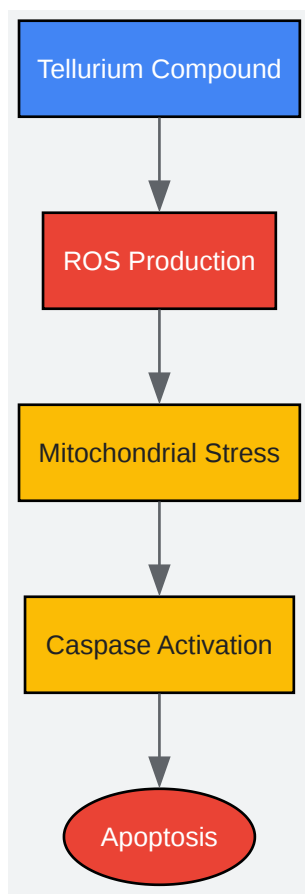 Tellurium Compound
ROS Production
Mitochondrial Stress
Caspase Activation
Apoptosis